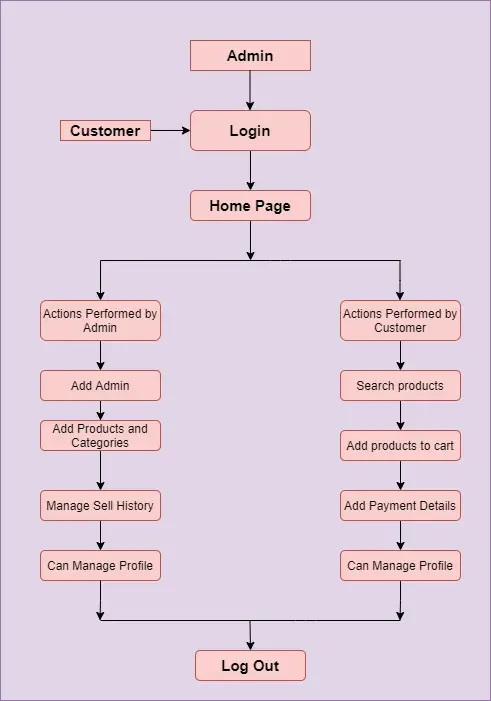 Admin
Customer
Login
Home Page
Actions Performed by
Admin
Actions Performed by
Customer
Add Admin
Search products
Add Products and
Categories
Add products to cart
Manage Sell History
Add Payment Details
Can Manage Profile
Can Manage Profile
Log Out